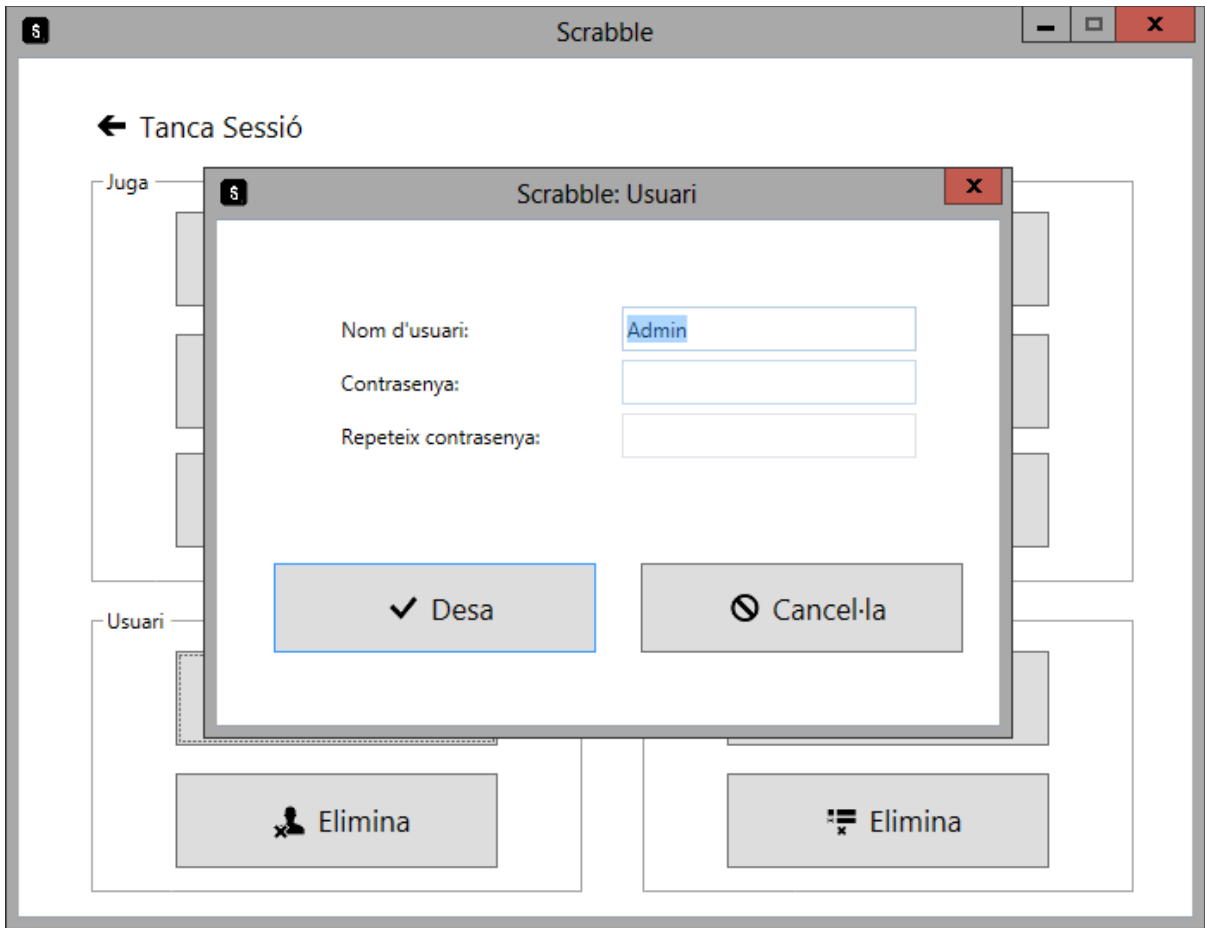 Scrabble
Tanca Sessió
Juga
Scrabble: Usuari
Nom d'usuari: Admin
Contrasenya:
Repeteix contrasenya:
Desa Cancel·la
Usuari
Elimina Elimina